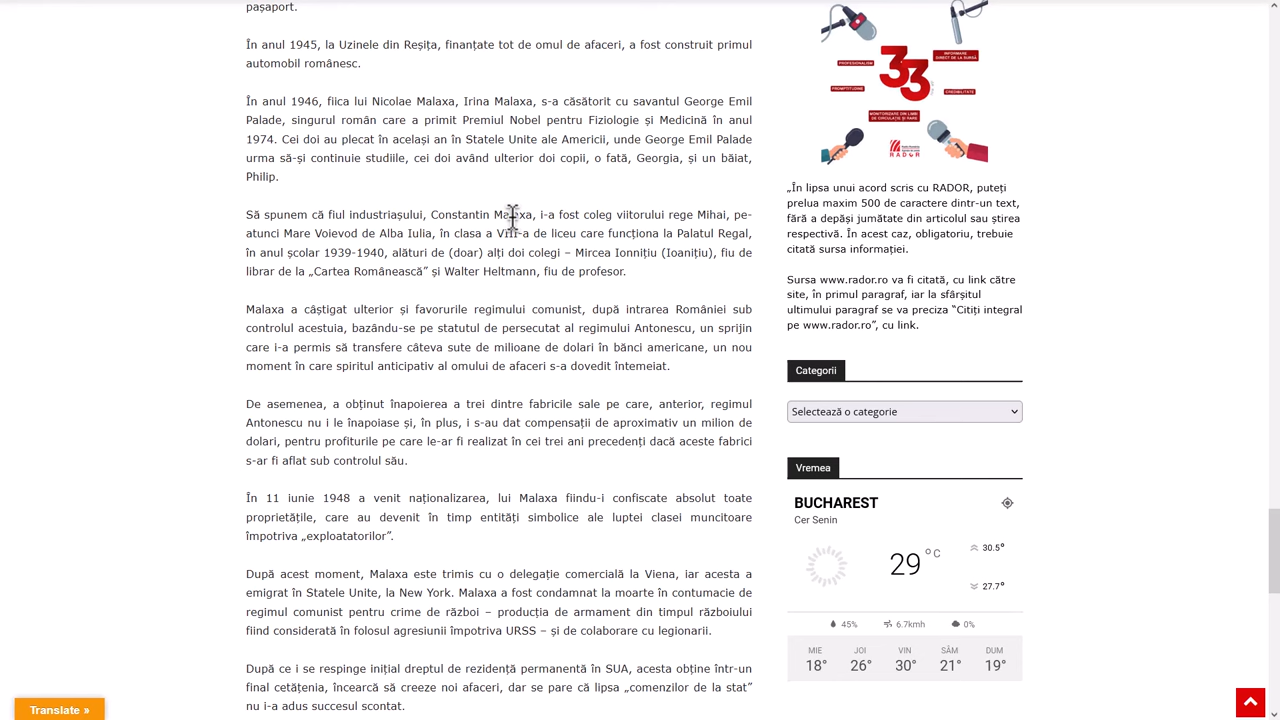 pașaport.
În anul 1945, la Uzinele din Reșița, finanțate tot de omul de afaceri, a fost construit primul
automobil românesc.
În anul 1946, fiica lui Nicolae Malaxa, Irina Malaxa, s-a căsătorit cu savantul George Emil
Palade, singurul român care a primit Premiul Nobel pentru Fiziologie și Medicină în anul
1974. Cei doi au plecat în același an în Statele Unite ale Americii, unde George Emil Palade
urma să-și continuie studiile, cei doi având ulterior doi copii, o fată, Georgia, și un băiat,
Philip.
Să spunem că fiul industriașului, Constantin Malaxa, i-a fost coleg viitorului rege Mihai, pe-
atunci Mare Voievod de Alba Iulia, în clasa a VIII-a de liceu care funcționa la Palatul Regal,
în anul școlar 1939-1940, alături de (doar) alți doi colegi – Mircea Ionnițiu (Ioanițiu), fiu de
librar de la „Cartea Românească” și Walter Heltmann, fiu de profesor.
Malaxa a câștigat ulterior și favorurile regimului comunist, după intrarea României sub
controlul acestuia, bazându-se pe statutul de persecutat al regimului Antonescu, un sprijin
care i-a permis să transfere câteva sute de milioane de dolari în bănci americane, un nou
moment în care spiritul anticipativ al omului de afaceri s-a dovedit întemeiat.
De asemenea, a obținut înapoierea a trei dintre fabricile sale pe care, anterior, regimul
Antonescu nu i le înapoiase și, în plus, i s-au dat compensații de aproximativ un milion de
dolari, pentru profiturile pe care le-ar fi realizat în cei trei ani precedenți dacă aceste fabrici
s-ar fi aflat sub controlul său.
În 11 iunie 1948 a venit naționalizarea, lui Malaxa fiindu-i confiscate absolut toate
proprietățile, care au devenit în timp entități simbolice ale luptei clasei muncitoare
împotriva „exploatatorilor”.
După acest moment, Malaxa este trimis cu o delegație comercială la Viena, iar acesta a
emigrat în Statele Unite, la New York. Malaxa a fost condamnat la moarte în contumacie de
regimul comunist pentru crime de război – producția de armament din timpul războiului
fiind considerată în folosul agresiunii împotriva URSS – și de colaborare cu legionarii.
După ce i se respinge inițial dreptul de rezidență permanentă în SUA, acesta obține într-un
final cetățenia, încearcă să creeze noi afaceri, dar se pare că lipsa „comenzilor de la stat”
nu i-a adus succesul scontat.
33
PROFESIONALISM
INFORMARE
DIRECT DE LA SURSĂ
PROMPTITUDINE
CREDIBILITATE
MONITORIZARE DIN LIMBI
DE CIRCULAȚIE ȘI RARE
RADOR
„În lipsa unui acord scris cu RADOR, puteți
prelua maxim 500 de caractere dintr-un text,
fără a depăși jumătate din articolul sau știrea
respectivă. În acest caz, obligatoriu, trebuie
citată sursa informației.
Sursa www.rador.ro va fi citată, cu link către
site, în primul paragraf, iar la sfârșitul
ultimului paragraf se va preciza “Citiți integral
pe www.rador.ro”, cu link.
Categorii
Selectează o categorie
Vremea
BUCHAREST
Cer Senin
29 °C
30.5°
27.7°
45% 6.7kmh 0%
MIE JOI VIN SÂM DUM
18° 26° 30° 21° 19°
Translate »